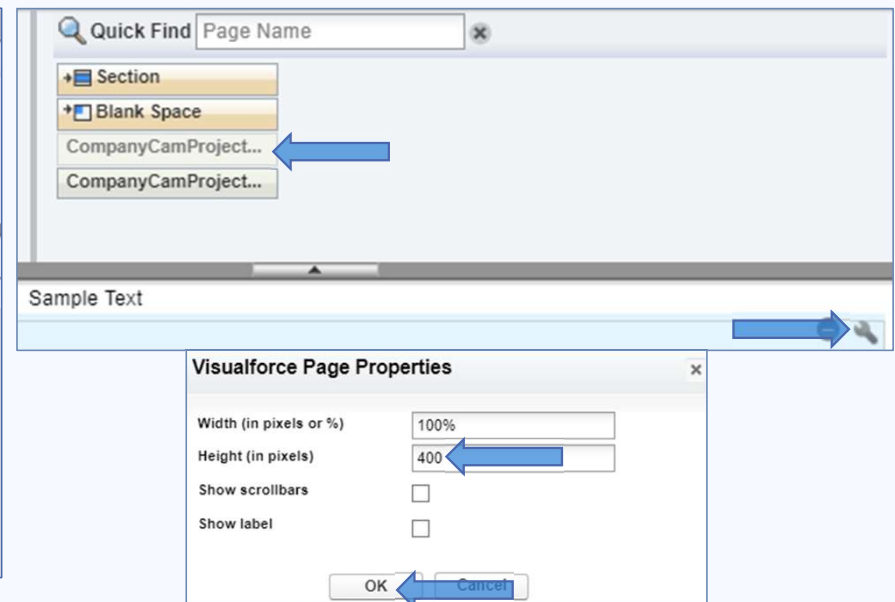 Quick Find Page Name
Section
Blank Space
CompanyCamProject...
CompanyCamProject...
Sample Text
Visualforce Page Properties
Width (in pixels or %) 100%
Height (in pixels) 400
Show scrollbars
Show label
OK Cancel